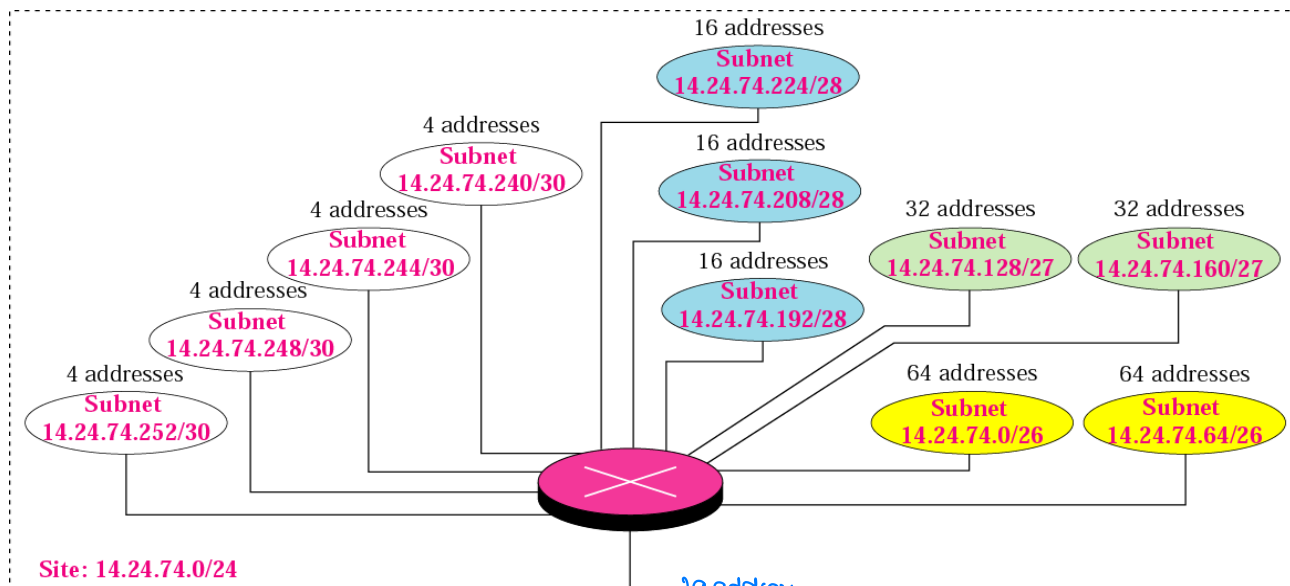 16 addresses
Subnet
14.24.74.224/28
4 addresses
Subnet
14.24.74.240/30
16 addresses
Subnet
14.24.74.208/28
4 addresses
Subnet
14.24.74.244/30
32 addresses
Subnet
14.24.74.128/27
32 addresses
Subnet
14.24.74.160/27
16 addresses
Subnet
14.24.74.192/28
4 addresses
Subnet
14.24.74.248/30
4 addresses
Subnet
14.24.74.252/30
64 addresses
Subnet
14.24.74.0/26
64 addresses
Subnet
14.24.74.64/26
Site: 14.24.74.0/24